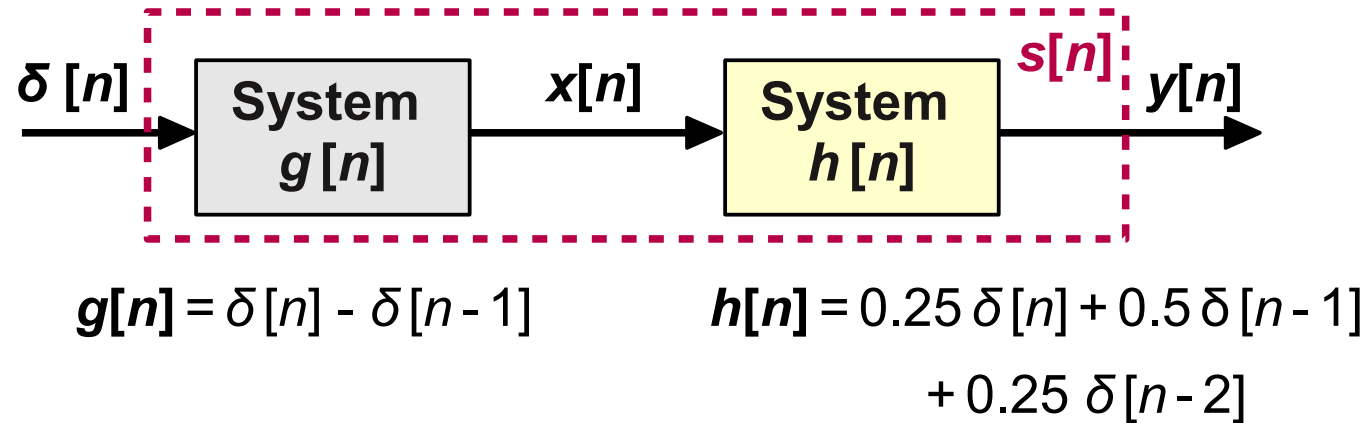 s[n]
δ [n]
x[n]
y[n]
System
g [n]
System
h [n]
g[n] = δ [n] - δ [n - 1]
h[n] = 0.25 δ [n] + 0.5 δ [n - 1]
+ 0.25 δ [n - 2]